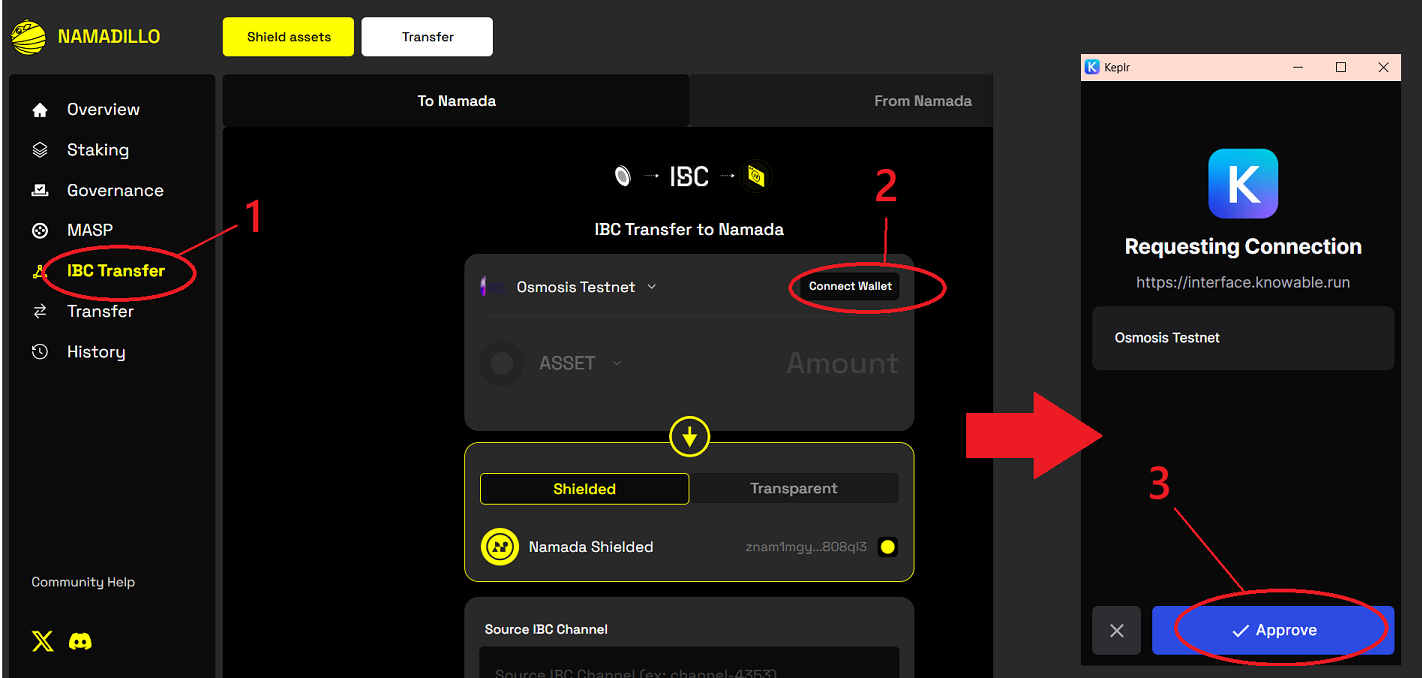 NAMADILLO
Shield assets
Transfer
Overview
Staking
Governance
MASP
IBC Transfer
Transfer
History
Community Help
1
To Namada
From Namada
IBC
IBC Transfer to Namada
Osmosis Testnet
Connect Wallet
2
ASSET
Amount
Shielded
Transparent
Namada Shielded
znam1mgy...808ql3
Source IBC Channel
Source IBC Channel (ex: channel-4353)
K Keplr
K
Requesting Connection
https://interface.knowable.run
Osmosis Testnet
3
Approve